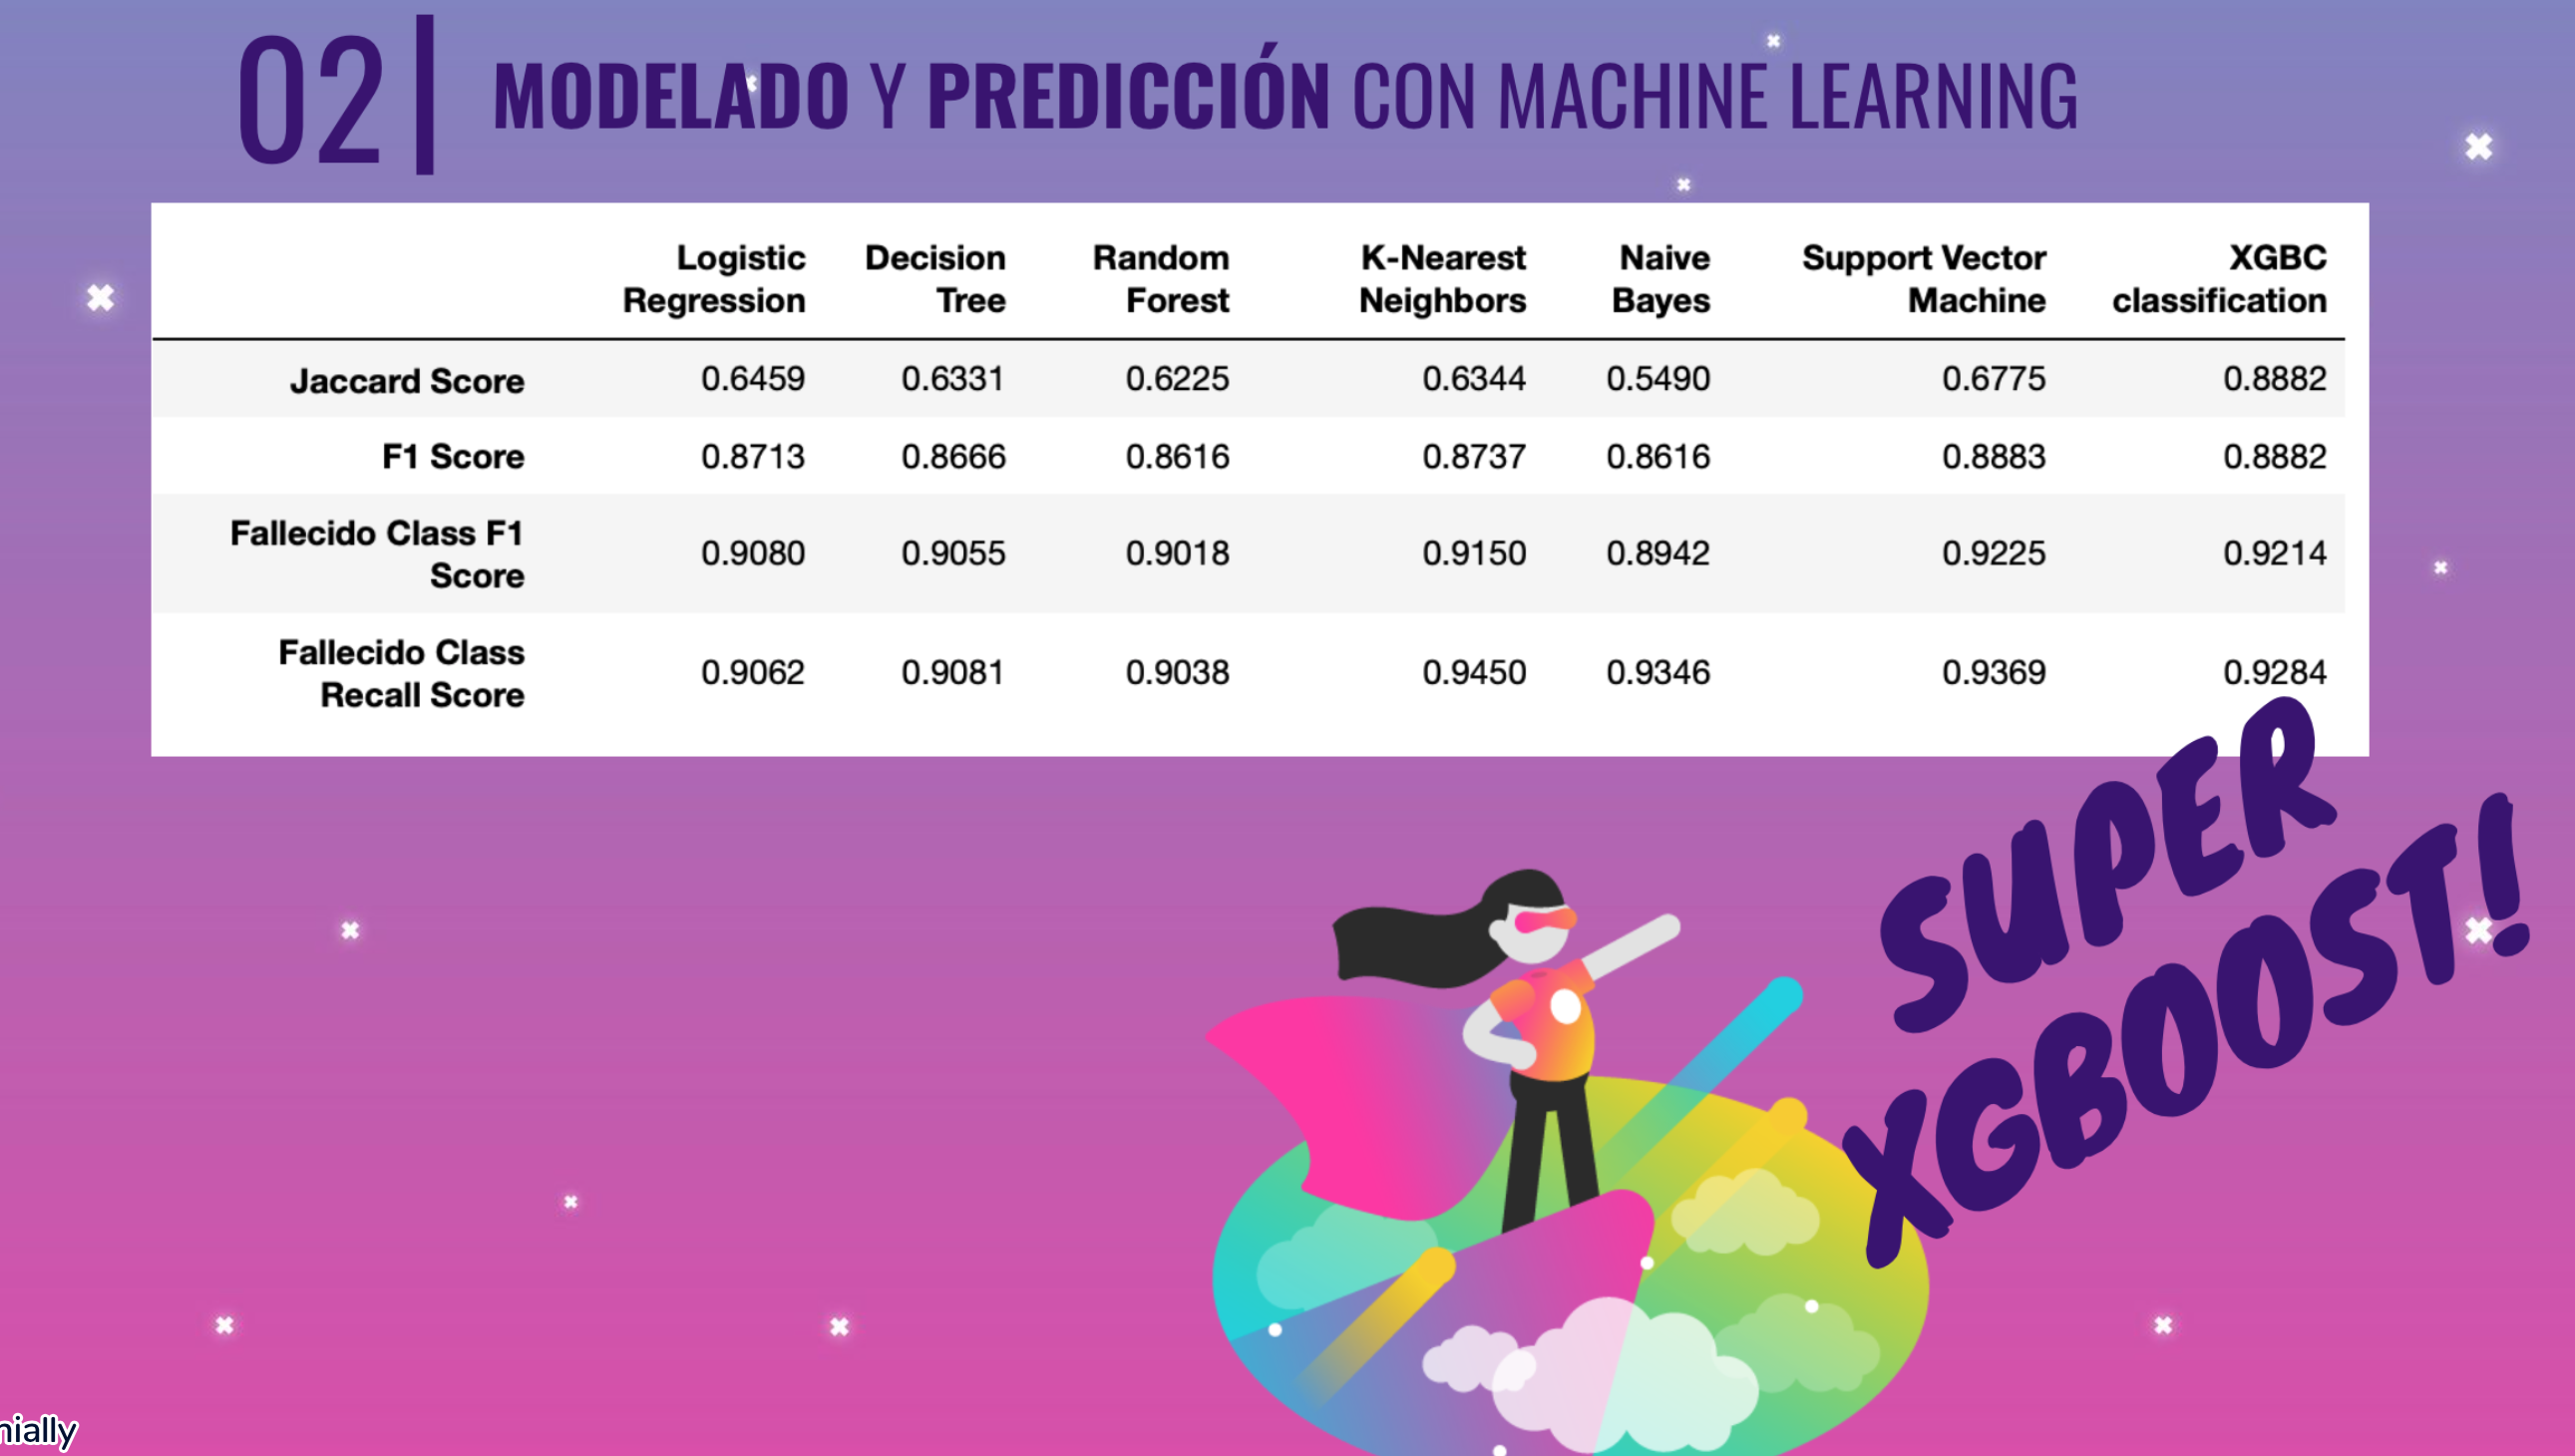 02 | MODELADO Y PREDICCIÓN CON MACHINE LEARNING
Logistic Decision Random K-Nearest Naive Support Vector XGBC
Regression Tree Forest Neighbors Bayes Machine classification
Jaccard Score 0.6459 0.6331 0.6225 0.6344 0.5490 0.6775 0.8882
F1 Score 0.8713 0.8666 0.8616 0.8737 0.8616 0.8883 0.8882
Fallecido Class F1
Score 0.9080 0.9055 0.9018 0.9150 0.8942 0.9225 0.9214
Fallecido Class
Recall Score 0.9062 0.9081 0.9038 0.9450 0.9346 0.9369 0.9284
SUPER
XGBOOST!